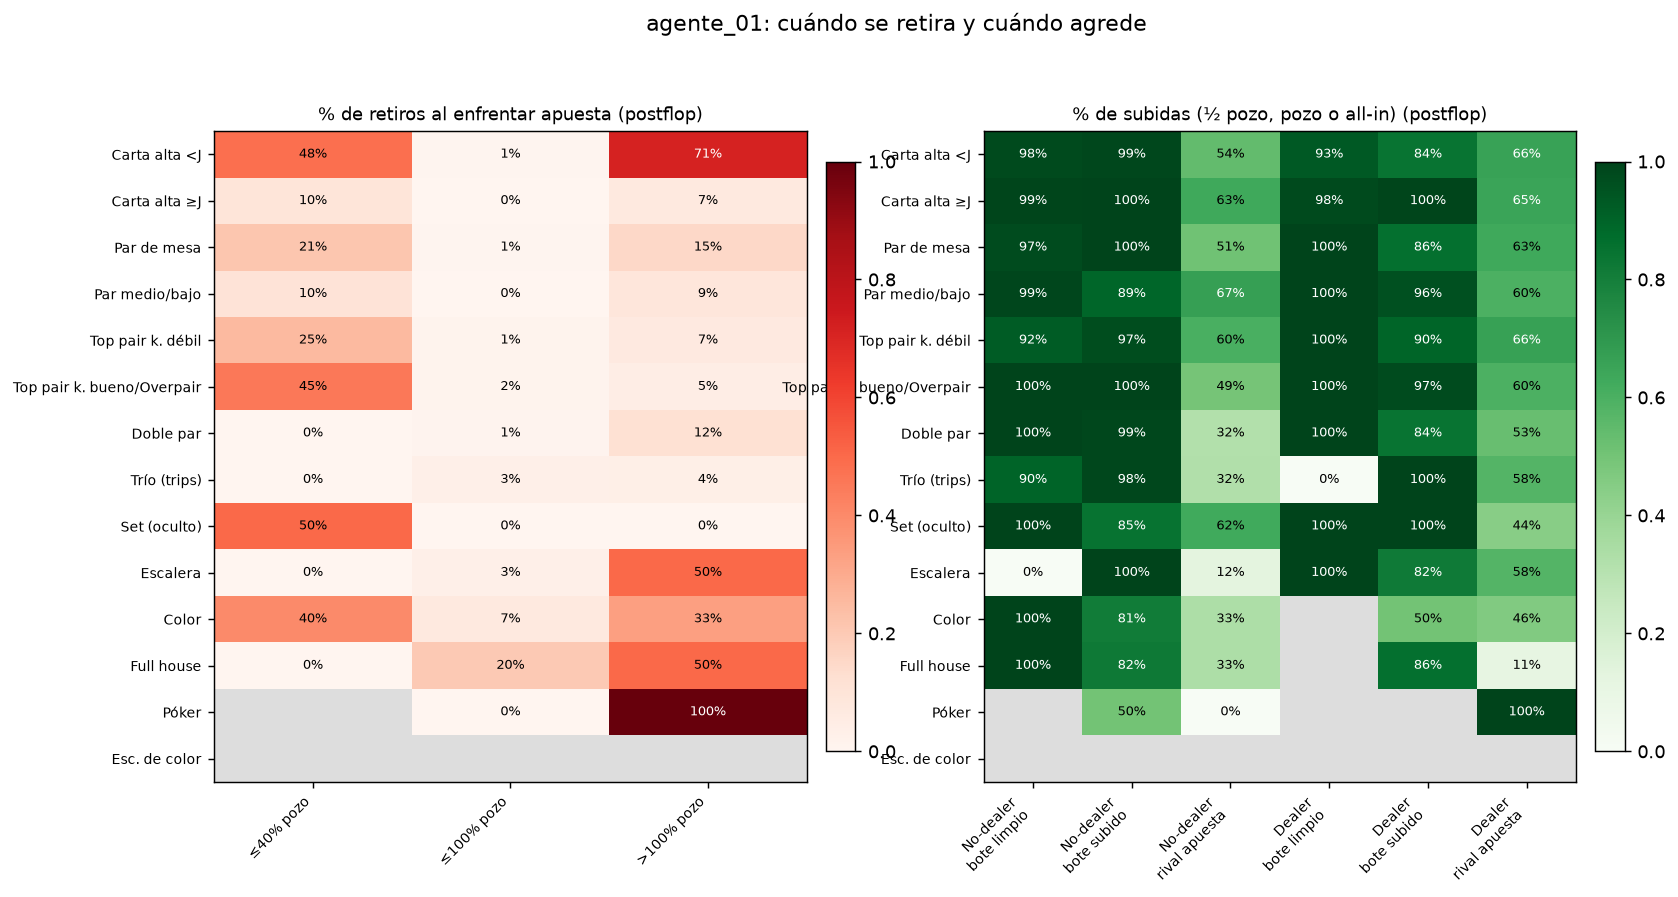 agente_01: cuándo se retira y cuándo agrede
% de retiros al enfrentar apuesta (postflop)
Carta alta <J 48% 1% 71%
Carta alta ≥J 10% 0% 7%
Par de mesa 21% 1% 15%
Par medio/bajo 10% 0% 9%
Top pair k. débil 25% 1% 7%
Top pair k. bueno/Overpair 45% 2% 5%
Doble par 0% 1% 12%
Trío (trips) 0% 3% 4%
Set (oculto) 50% 0% 0%
Escalera 0% 3% 50%
Color 40% 7% 33%
Full house 0% 20% 50%
Póker 0% 100%
Esc. de color
≤40% pozo
≤100% pozo
>100% pozo
1.0
0.8
0.6
0.4
0.2
0.0
% de subidas (½ pozo, pozo o all-in) (postflop)
Carta alta <J 98% 99% 54% 93% 84% 66%
Carta alta ≥J 99% 100% 63% 98% 100% 65%
Par de mesa 97% 100% 51% 100% 86% 63%
Par medio/bajo 99% 89% 67% 100% 96% 60%
Top pair k. débil 92% 97% 60% 100% 90% 66%
Top pa bueno/Overpair 100% 100% 49% 100% 97% 60%
Doble par 100% 99% 32% 100% 84% 53%
Trío (trips) 90% 98% 32% 0% 100% 58%
Set (oculto) 100% 85% 62% 100% 100% 44%
Escalera 0% 100% 12% 100% 82% 58%
Color 100% 81% 33% 50% 46%
Full house 100% 82% 33% 86% 11%
Póker 50% 0% 100%
Esc. de color
No-dealer
bote limpio
No-dealer
bote subido
No-dealer
rival apuesta
Dealer
bote limpio
Dealer
bote subido
Dealer
rival apuesta
1.0
0.8
0.6
0.4
0.2
0.0